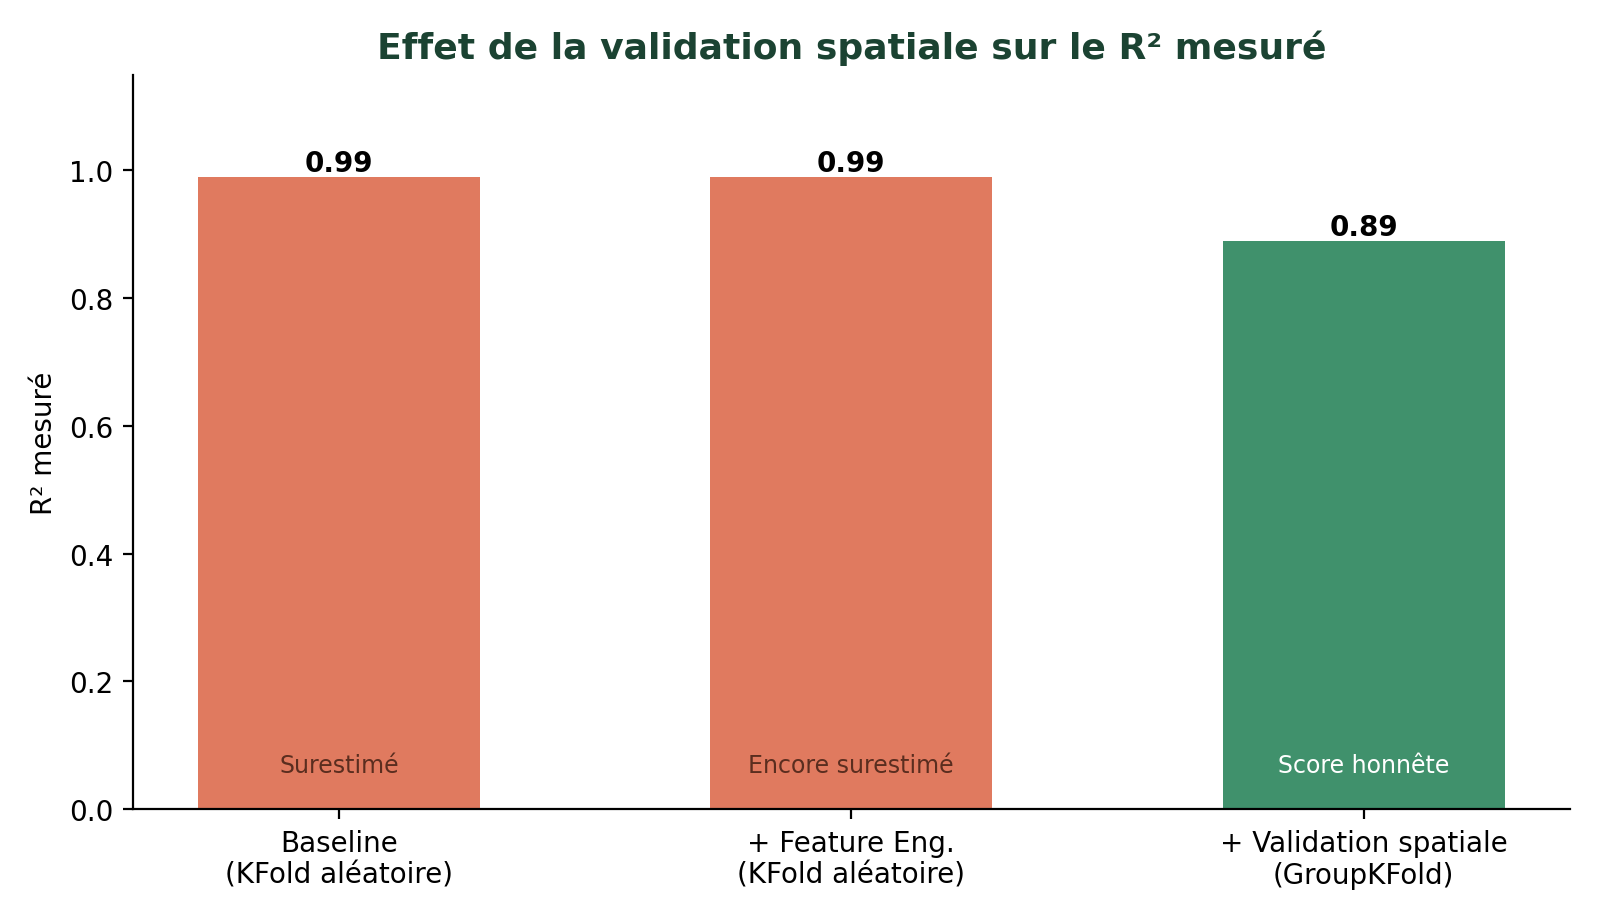 Effet de la validation spatiale sur le R² mesuré
R² mesuré
1.0
0.8
0.6
0.4
0.2
0.0
0.99
0.99
0.89
Surestimé
Encore surestimé
Score honnête
Baseline
(KFold aléatoire)
+ Feature Eng.
(KFold aléatoire)
+ Validation spatiale
(GroupKFold)